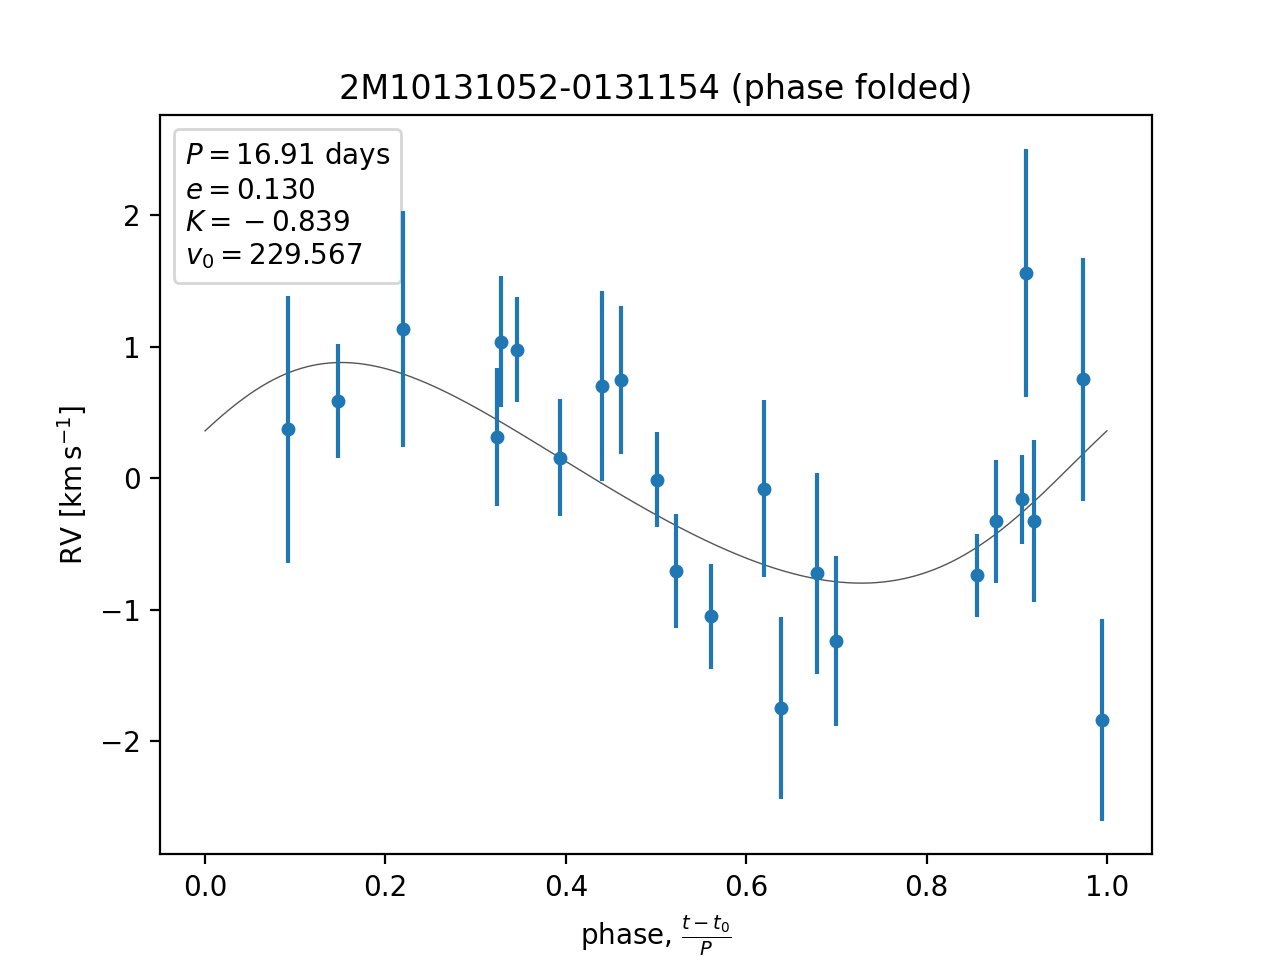 2M10131052-0131154 (phase folded)
P = 16.91 days
e = 0.130
K = −0.839
v₀ = 229.567
2
1
0
−1
−2
RV [km s⁻¹]
0.0 0.2 0.4 0.6 0.8 1.0
phase, (t − t₀)/P